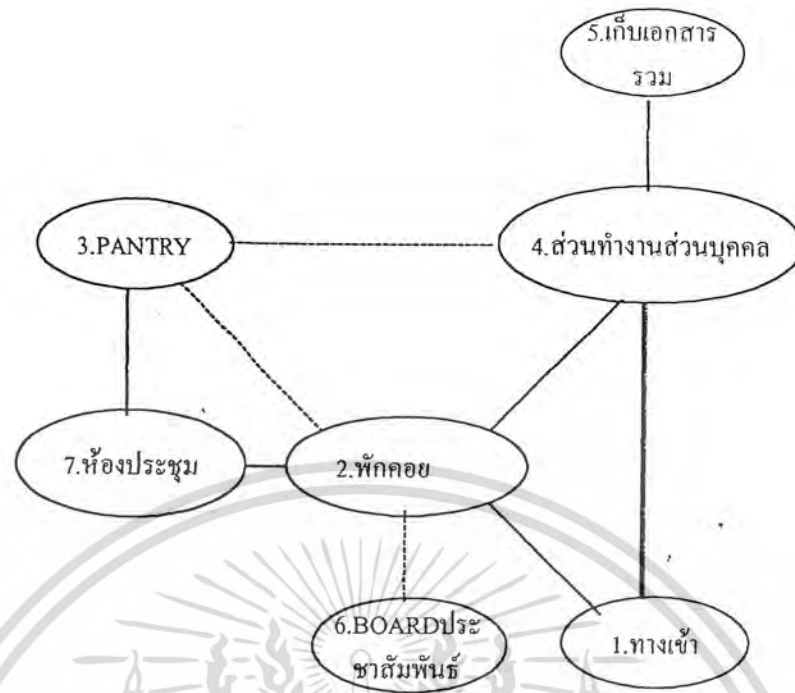 5.เก็บเอกสาร
รวม
3.PANTRY
4.ส่วนทำงานส่วนบุคคล
7.ห้องประชุม
2.พักคอย
6.BOARDประ
ชาสัมพันธ์
1.ทางเข้า